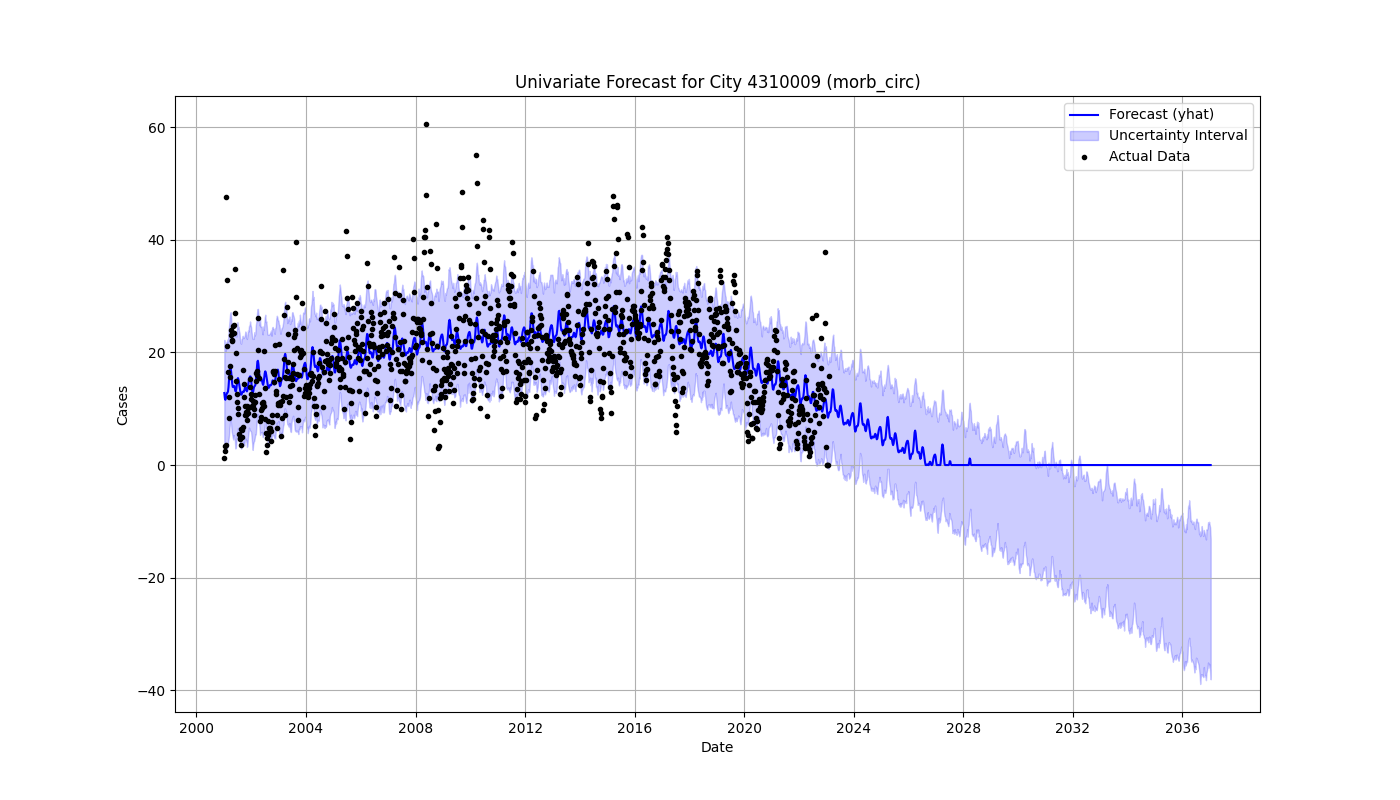 Univariate Forecast for City 4310009 (morb_circ)
Forecast (yhat)
Uncertainty Interval
Actual Data
60
40
20
0
−20
−40
Cases
2000 2004 2008 2012 2016 2020 2024 2028 2032 2036
Date